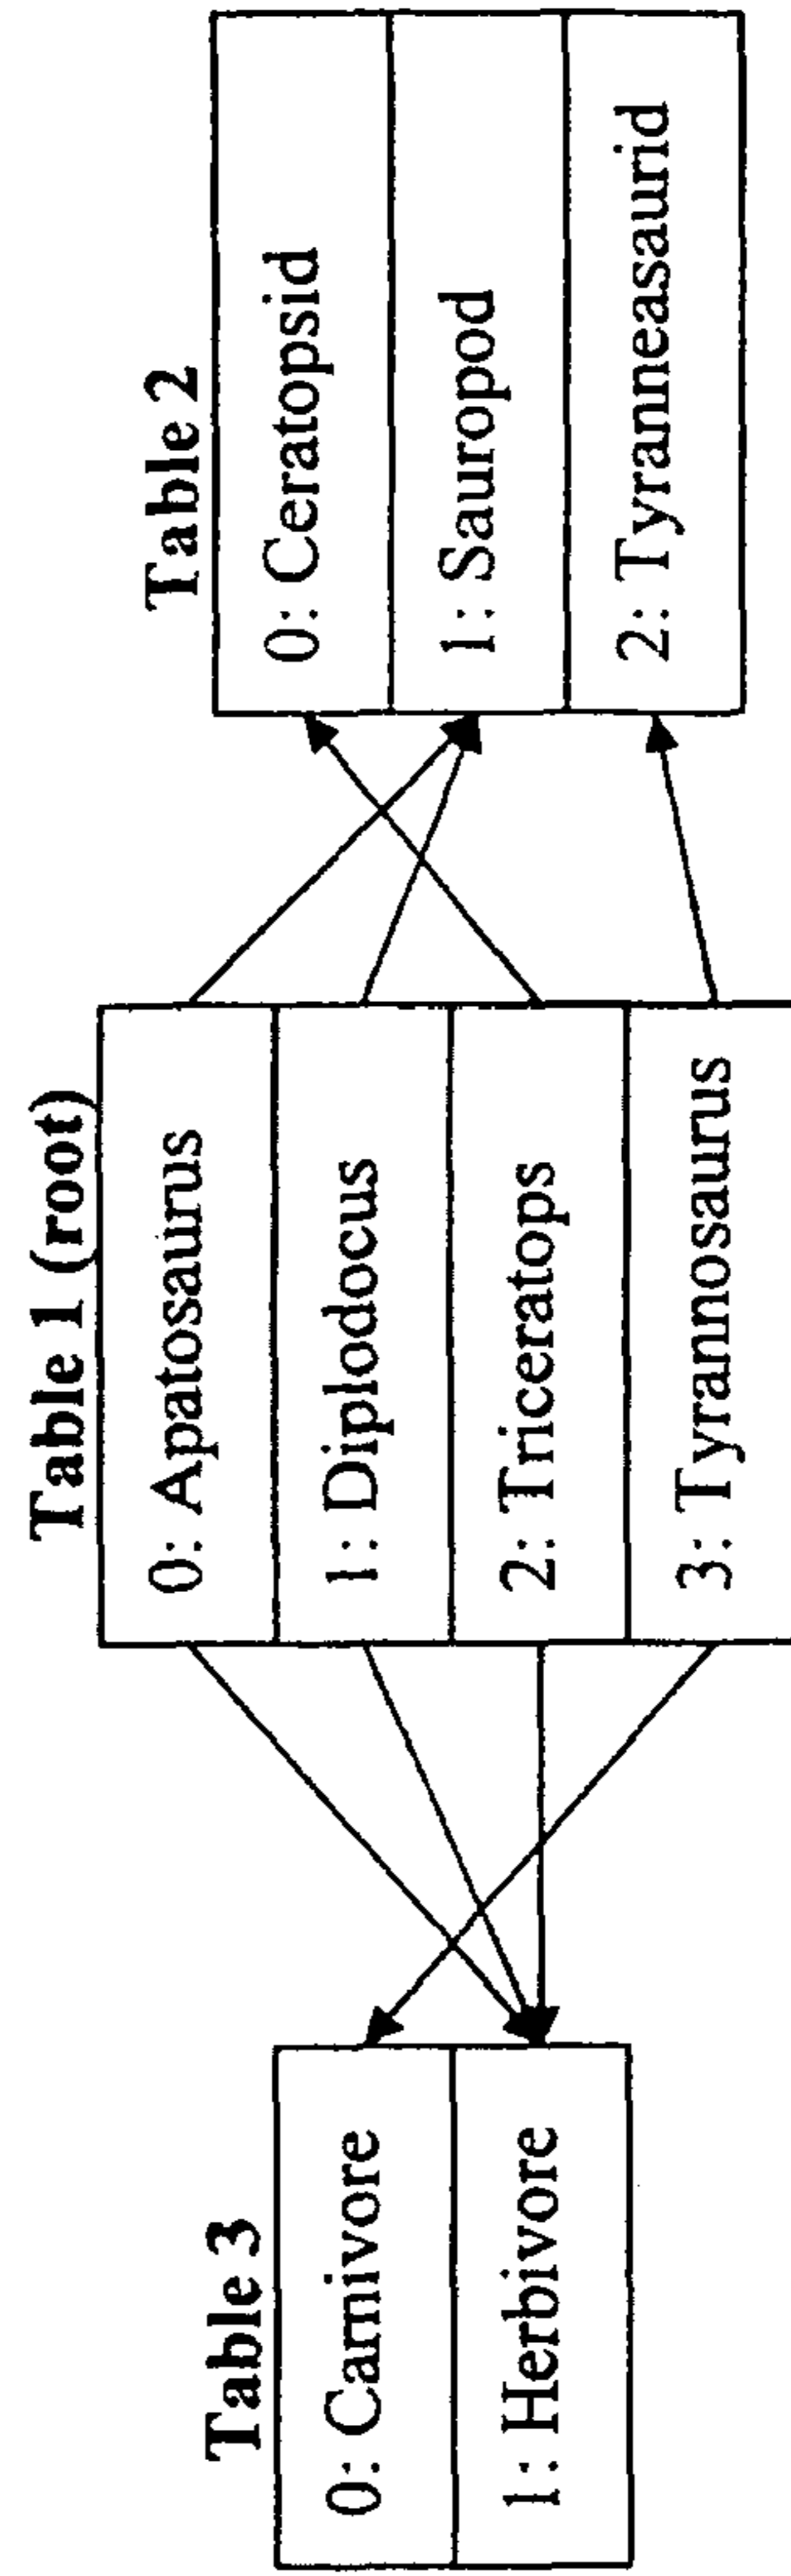 Table 3
0: Carnivore
1: Herbivore
Table 1 (root)
0: Apatosaurus
1: Diplodocus
2: Triceratops
3: Tyrannosaurus
Table 2
0: Ceratopsid
1: Sauropod
2: Tyranneasaurid